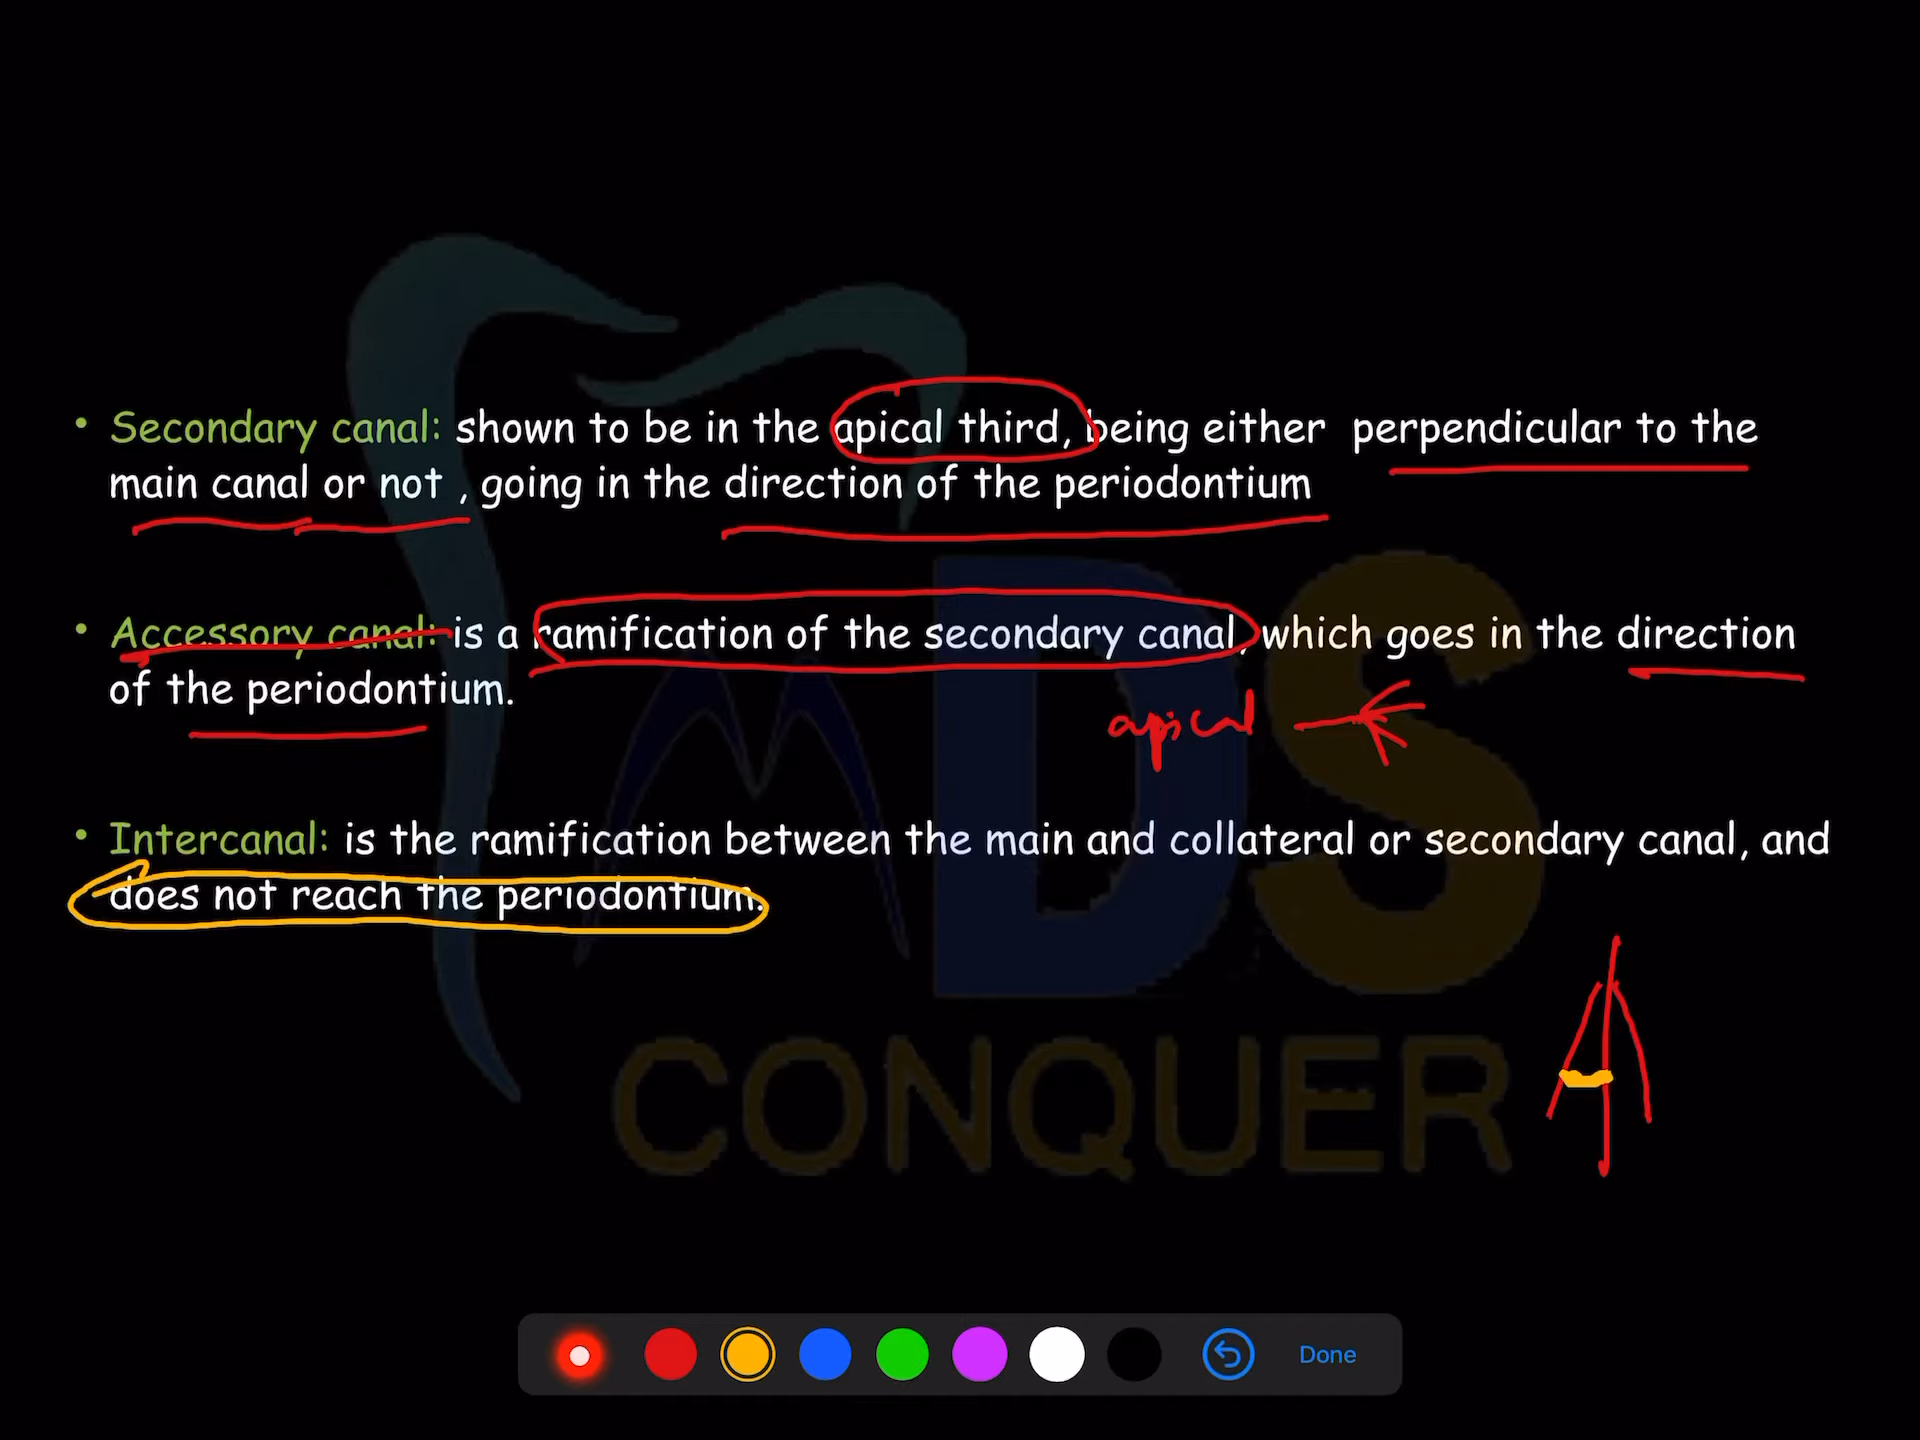 • Secondary canal: shown to be in the apical third, being either perpendicular to the
main canal or not , going in the direction of the periodontium
• Accessory canal: is a ramification of the secondary canal, which goes in the direction
of the periodontium.
apical
• Intercanal: is the ramification between the main and collateral or secondary canal, and
does not reach the periodontium.
MDS
CONQUER
Done